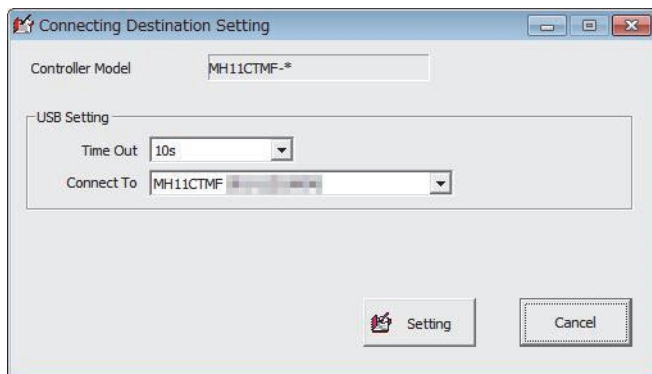 Connecting Destination Setting
Controller Model MH11CTMF-*
USB Setting
Time Out 10s
Connect To MH11CTMF
Setting Cancel